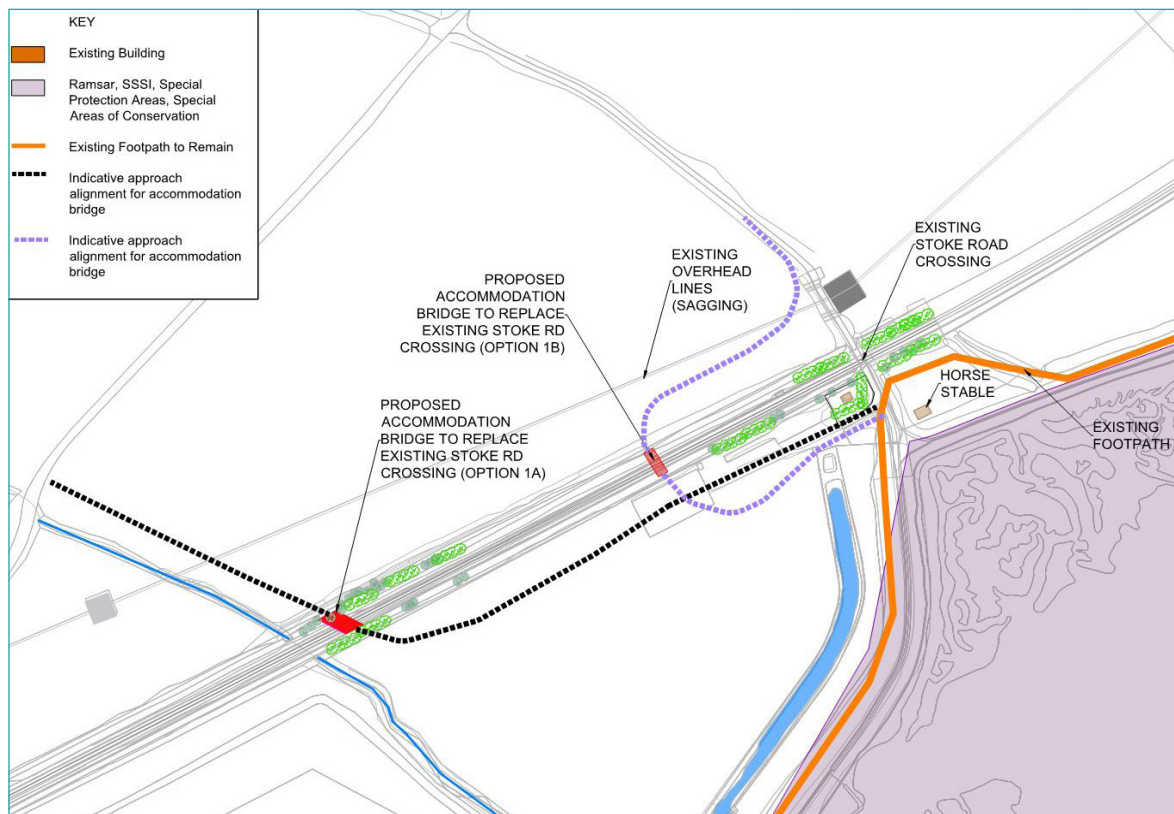 KEY
Existing Building
Ramsar, SSSI, Special
Protection Areas, Special
Areas of Conservation
Existing Footpath to Remain
Indicative approach
alignment for accommodation
bridge
Indicative approach
alignment for accommodation
bridge
PROPOSED
ACCOMMODATION
BRIDGE TO REPLACE
EXISTING STOKE RD
CROSSING (OPTION 1B)
EXISTING
OVERHEAD
LINES
(SAGGING)
EXISTING
STOKE ROAD
CROSSING
PROPOSED
ACCOMMODATION
BRIDGE TO REPLACE
EXISTING STOKE RD
CROSSING (OPTION 1A)
HORSE
STABLE
EXISTING
FOOTPATH